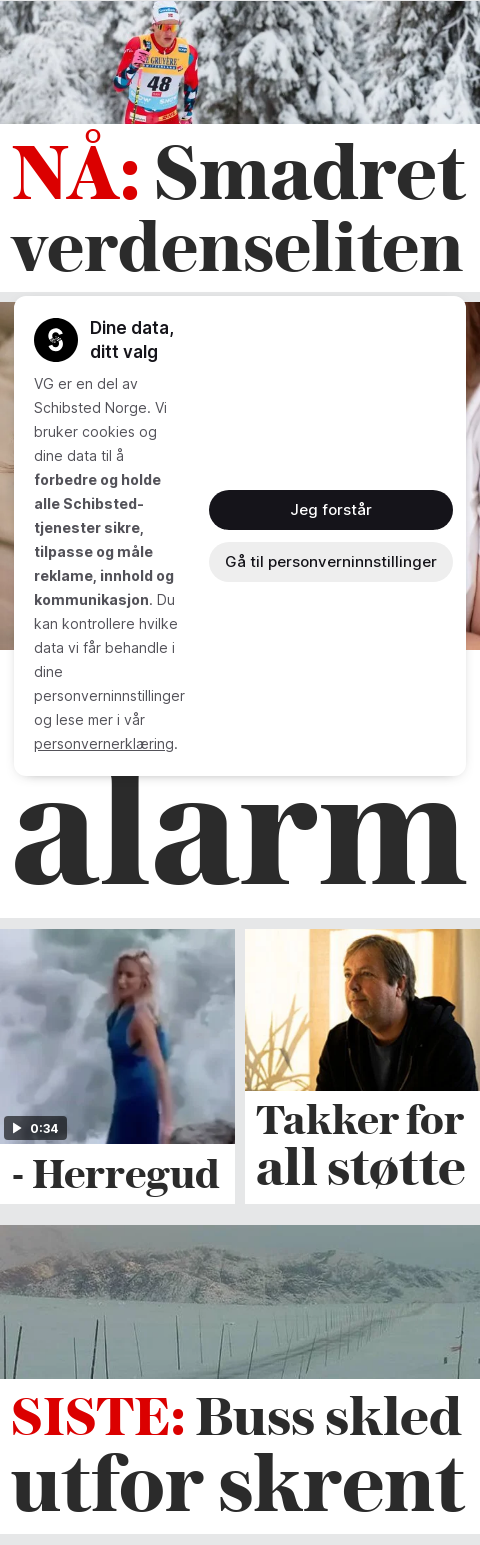 48
NÅ: Smadret
verdenseliten
Dine data,
ditt valg
VG er en del av
Schibsted Norge. Vi
bruker cookies og
dine data til å
forbedre og holde
alle Schibsted-
tjenester sikre,
tilpasse og måle
reklame, innhold og
kommunikasjon. Du
kan kontrollere hvilke
data vi får behandle i
dine
personverninnstillinger
og lese mer i vår
personvernerklæring.
Jeg forstår
Gå til personverninnstillinger
alarm
0:34
- Herregud
Takker for
all støtte
SISTE: Buss skled
utfor skrent